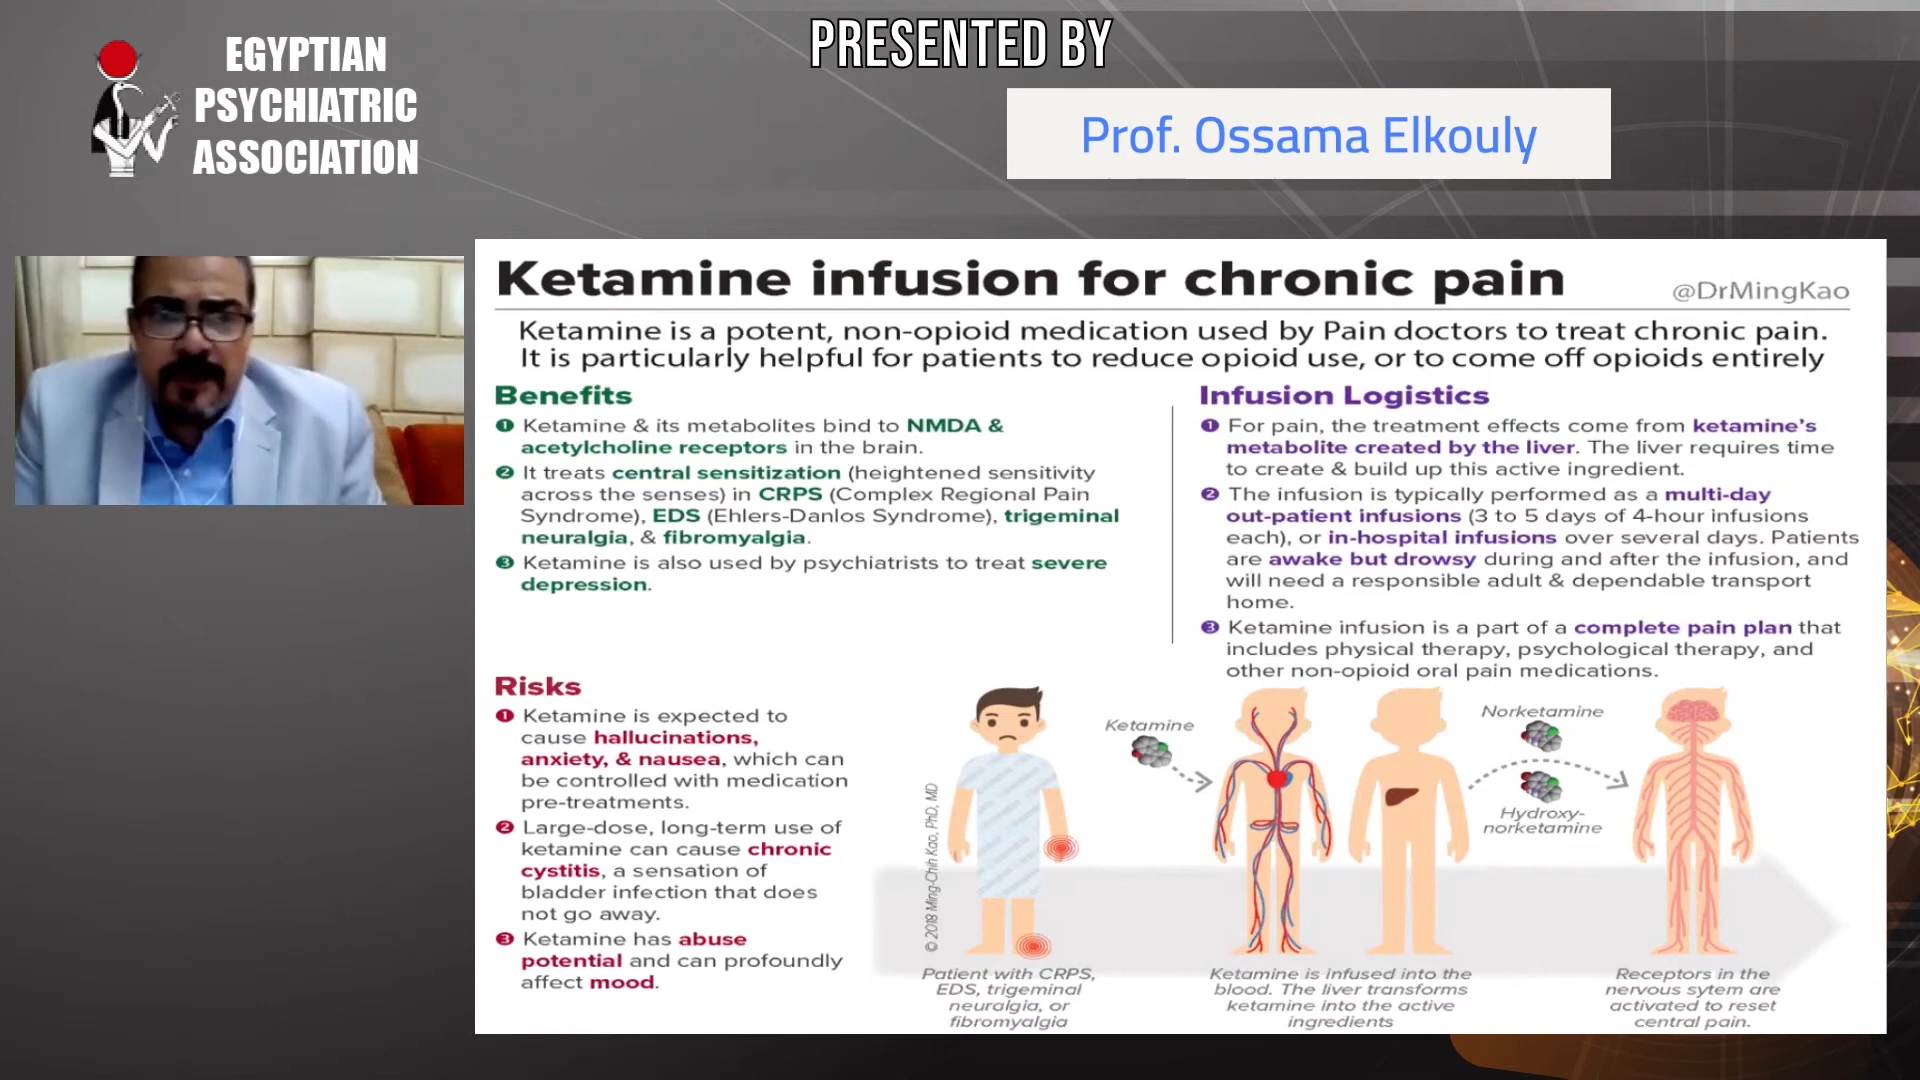 EGYPTIAN
PSYCHIATRIC
ASSOCIATION
PRESENTED BY
Prof. Ossama Elkouly
Ketamine infusion for chronic pain
@DrMingKao
Ketamine is a potent, non-opioid medication used by Pain doctors to treat chronic pain.
It is particularly helpful for patients to reduce opioid use, or to come off opioids entirely
Benefits
1 Ketamine & its metabolites bind to NMDA &
acetylcholine receptors in the brain.
2 It treats central sensitization (heightened sensitivity
across the senses) in CRPS (Complex Regional Pain
Syndrome), EDS (Ehlers-Danlos Syndrome), trigeminal
neuralgia, & fibromyalgia.
3 Ketamine is also used by psychiatrists to treat severe
depression.
Infusion Logistics
1 For pain, the treatment effects come from ketamine's
metabolite created by the liver. The liver requires time
to create & build up this active ingredient.
2 The infusion is typically performed as a multi-day
out-patient infusions (3 to 5 days of 4-hour infusions
each), or in-hospital infusions over several days. Patients
are awake but drowsy during and after the infusion, and
will need a responsible adult & dependable transport
home.
3 Ketamine infusion is a part of a complete pain plan that
includes physical therapy, psychological therapy, and
other non-opioid oral pain medications.
Risks
1 Ketamine is expected to
cause hallucinations,
anxiety, & nausea, which can
be controlled with medication
pre-treatments.
2 Large-dose, long-term use of
ketamine can cause chronic
cystitis, a sensation of
bladder infection that does
not go away.
3 Ketamine has abuse
potential and can profoundly
affect mood.
© 2018 Ming-Chih Kao, PhD, MD
Ketamine
Norketamine
Hydroxy-
norketamine
Patient with CRPS,
EDS, trigeminal
neuralgia, or
fibromyalgia
Ketamine is infused into the
blood. The liver transforms
ketamine into the active
ingredients
Receptors in the
nervous sytem are
activated to reset
central pain.